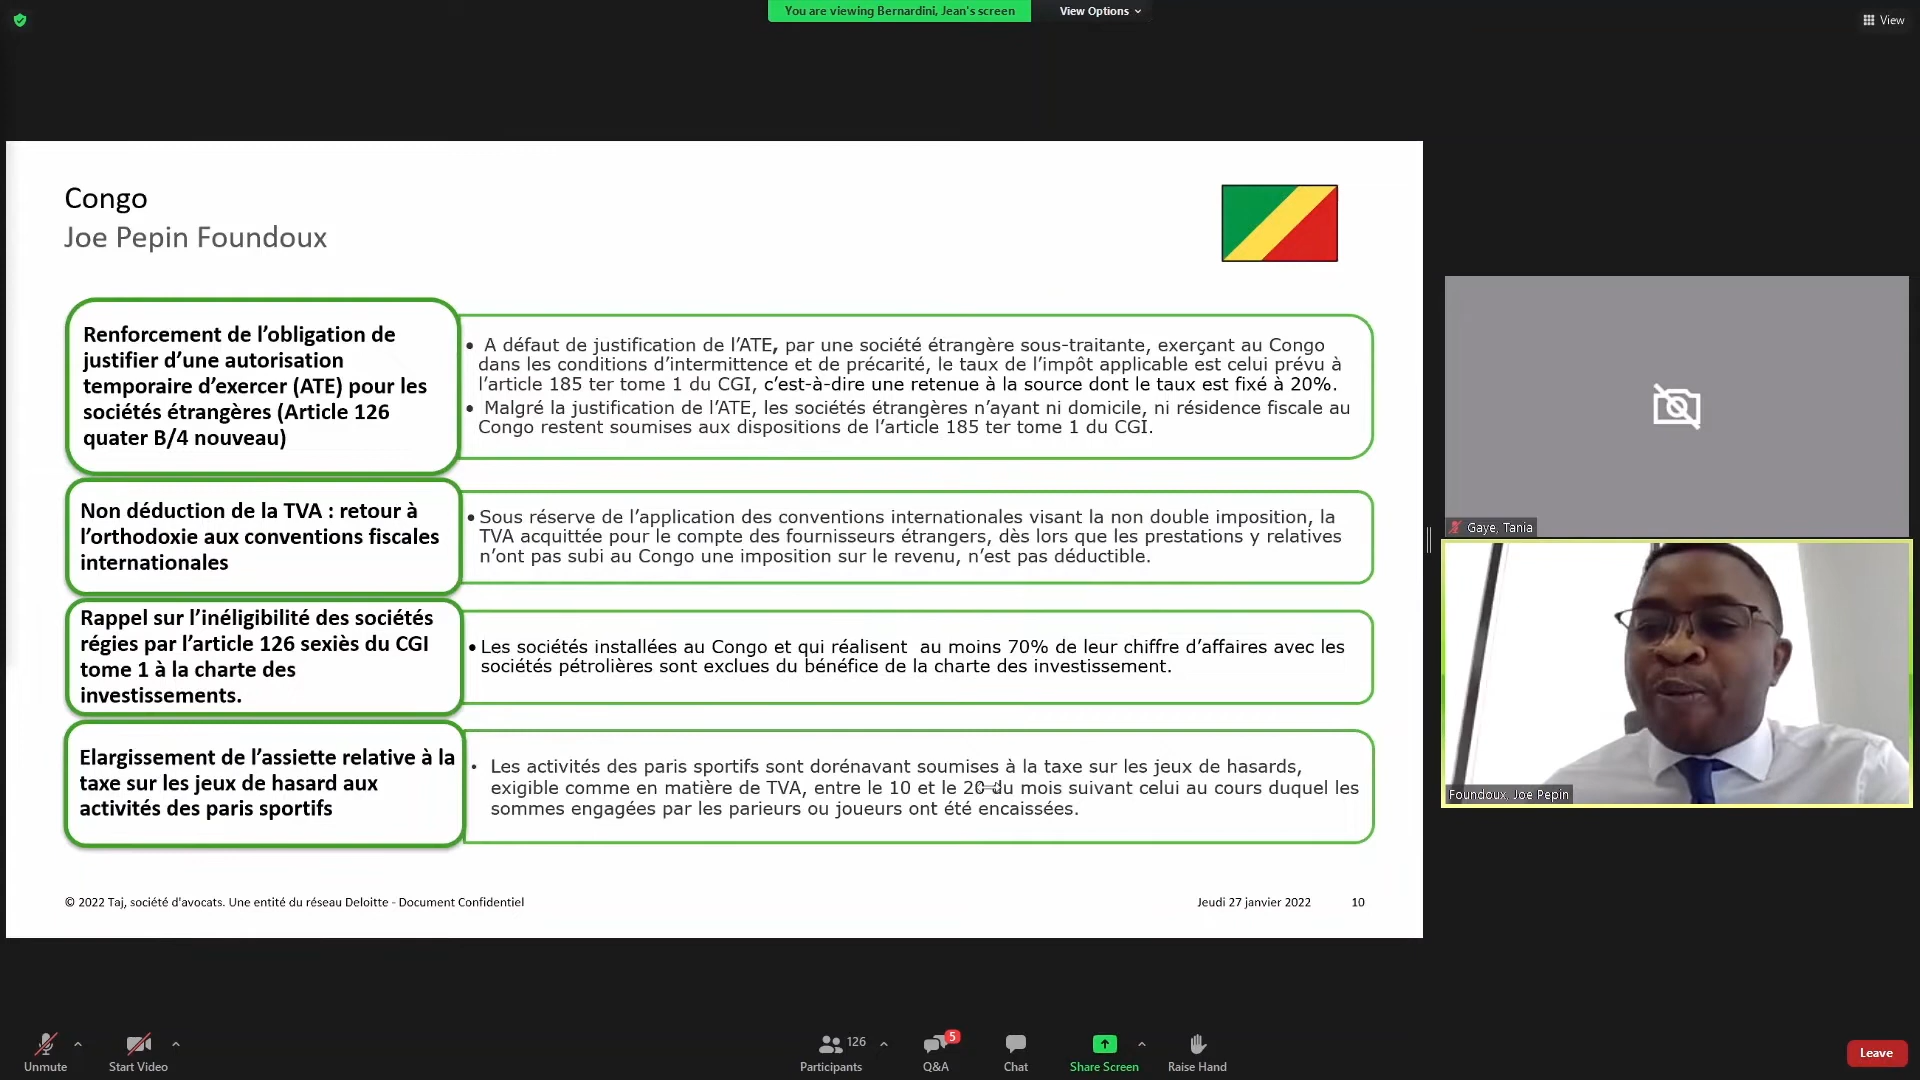 You are viewing Bernardini, Jean's screen
View Options
View
Congo
Joe Pepin Foundoux
Renforcement de l’obligation de
justifier d’une autorisation
temporaire d’exercer (ATE) pour les
sociétés étrangères (Article 126
quater B/4 nouveau)
• A défaut de justification de l’ATE, par une société étrangère sous-traitante, exerçant au Congo
dans les conditions d’intermittence et de précarité, le taux de l’impôt applicable est celui prévu à
l’article 185 ter tome 1 du CGI, c’est-à-dire une retenue à la source dont le taux est fixé à 20%.
• Malgré la justification de l’ATE, les sociétés étrangères n’ayant ni domicile, ni résidence fiscale au
Congo restent soumises aux dispositions de l’article 185 ter tome 1 du CGI.
Non déduction de la TVA : retour à
l’orthodoxie aux conventions fiscales
internationales
• Sous réserve de l’application des conventions internationales visant la non double imposition, la
TVA acquittée pour le compte des fournisseurs étrangers, dès lors que les prestations y relatives
n’ont pas subi au Congo une imposition sur le revenu, n’est pas déductible.
Rappel sur l’inéligibilité des sociétés
régies par l’article 126 sexiès du CGI
tome 1 à la charte des
investissements.
• Les sociétés installées au Congo et qui réalisent au moins 70% de leur chiffre d’affaires avec les
sociétés pétrolières sont exclues du bénéfice de la charte des investissement.
Elargissement de l’assiette relative à la
taxe sur les jeux de hasard aux
activités des paris sportifs
• Les activités des paris sportifs sont dorénavant soumises à la taxe sur les jeux de hasards,
exigible comme en matière de TVA, entre le 10 et le 20 du mois suivant celui au cours duquel les
sommes engagées par les parieurs ou joueurs ont été encaissées.
© 2022 Taj, société d'avocats. Une entité du réseau Deloitte - Document Confidentiel
Jeudi 27 janvier 2022
10
Gaye, Tania
Foundoux, Joe Pepin
Unmute
Start Video
126
Participants
5
Q&A
Chat
Share Screen
Raise Hand
Leave